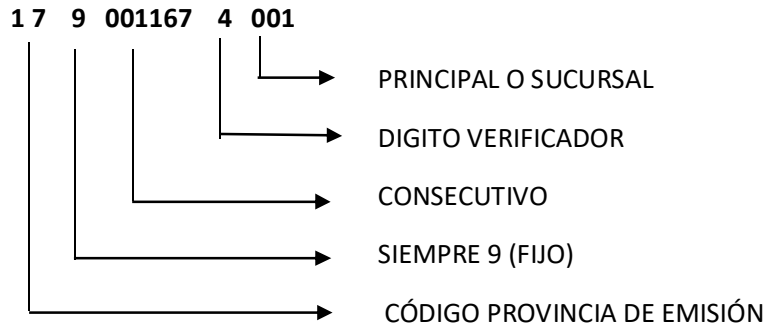 1 7 9 001167 4 001
PRINCIPAL O SUCURSAL
DIGITO VERIFICADOR
CONSECUTIVO
SIEMPRE 9 (FIJO)
CÓDIGO PROVINCIA DE EMISIÓN